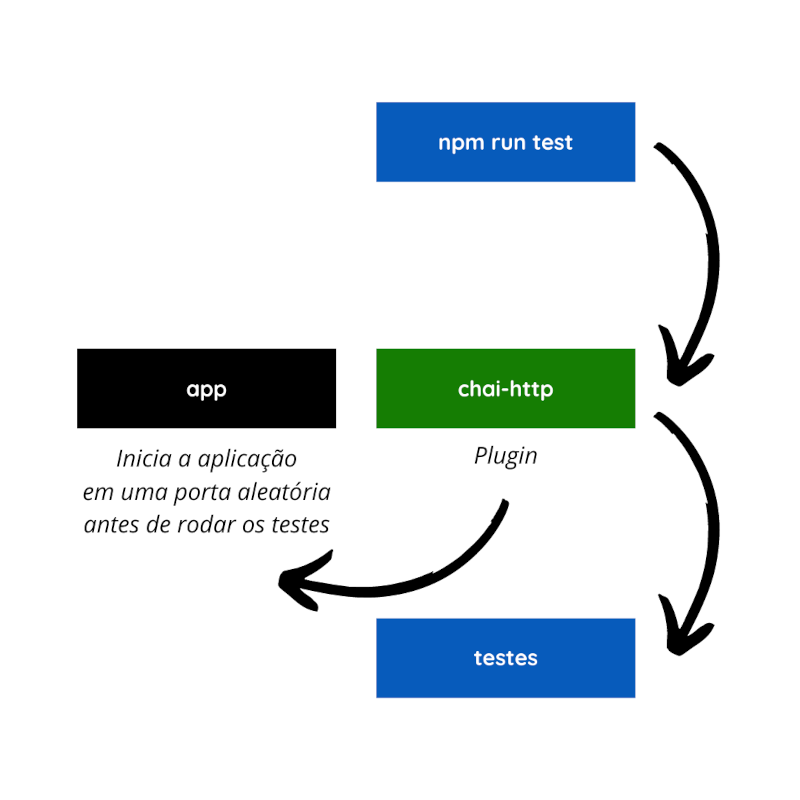 npm run test
app
Inicia a aplicação
em uma porta aleatória
antes de rodar os testes
chai-http
Plugin
testes